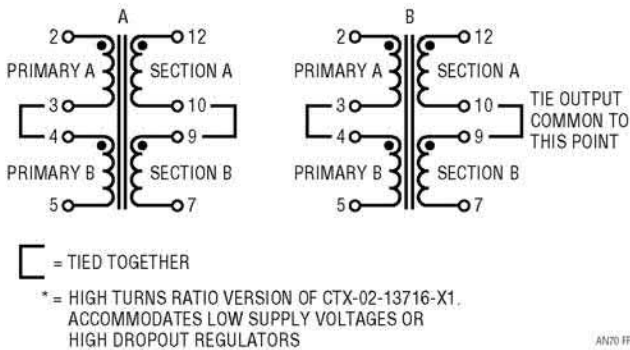 A
B
2
12
2
12
PRIMARY A
SECTION A
PRIMARY A
SECTION A
3
10
3
10
TIE OUTPUT
COMMON TO
THIS POINT
4
9
4
9
PRIMARY B
SECTION B
PRIMARY B
SECTION B
5
7
5
7
= TIED TOGETHER
* = HIGH TURNS RATIO VERSION OF CTX-02-13716-X1.
ACCOMMODATES LOW SUPPLY VOLTAGES OR
HIGH DROPOUT REGULATORS
AN70